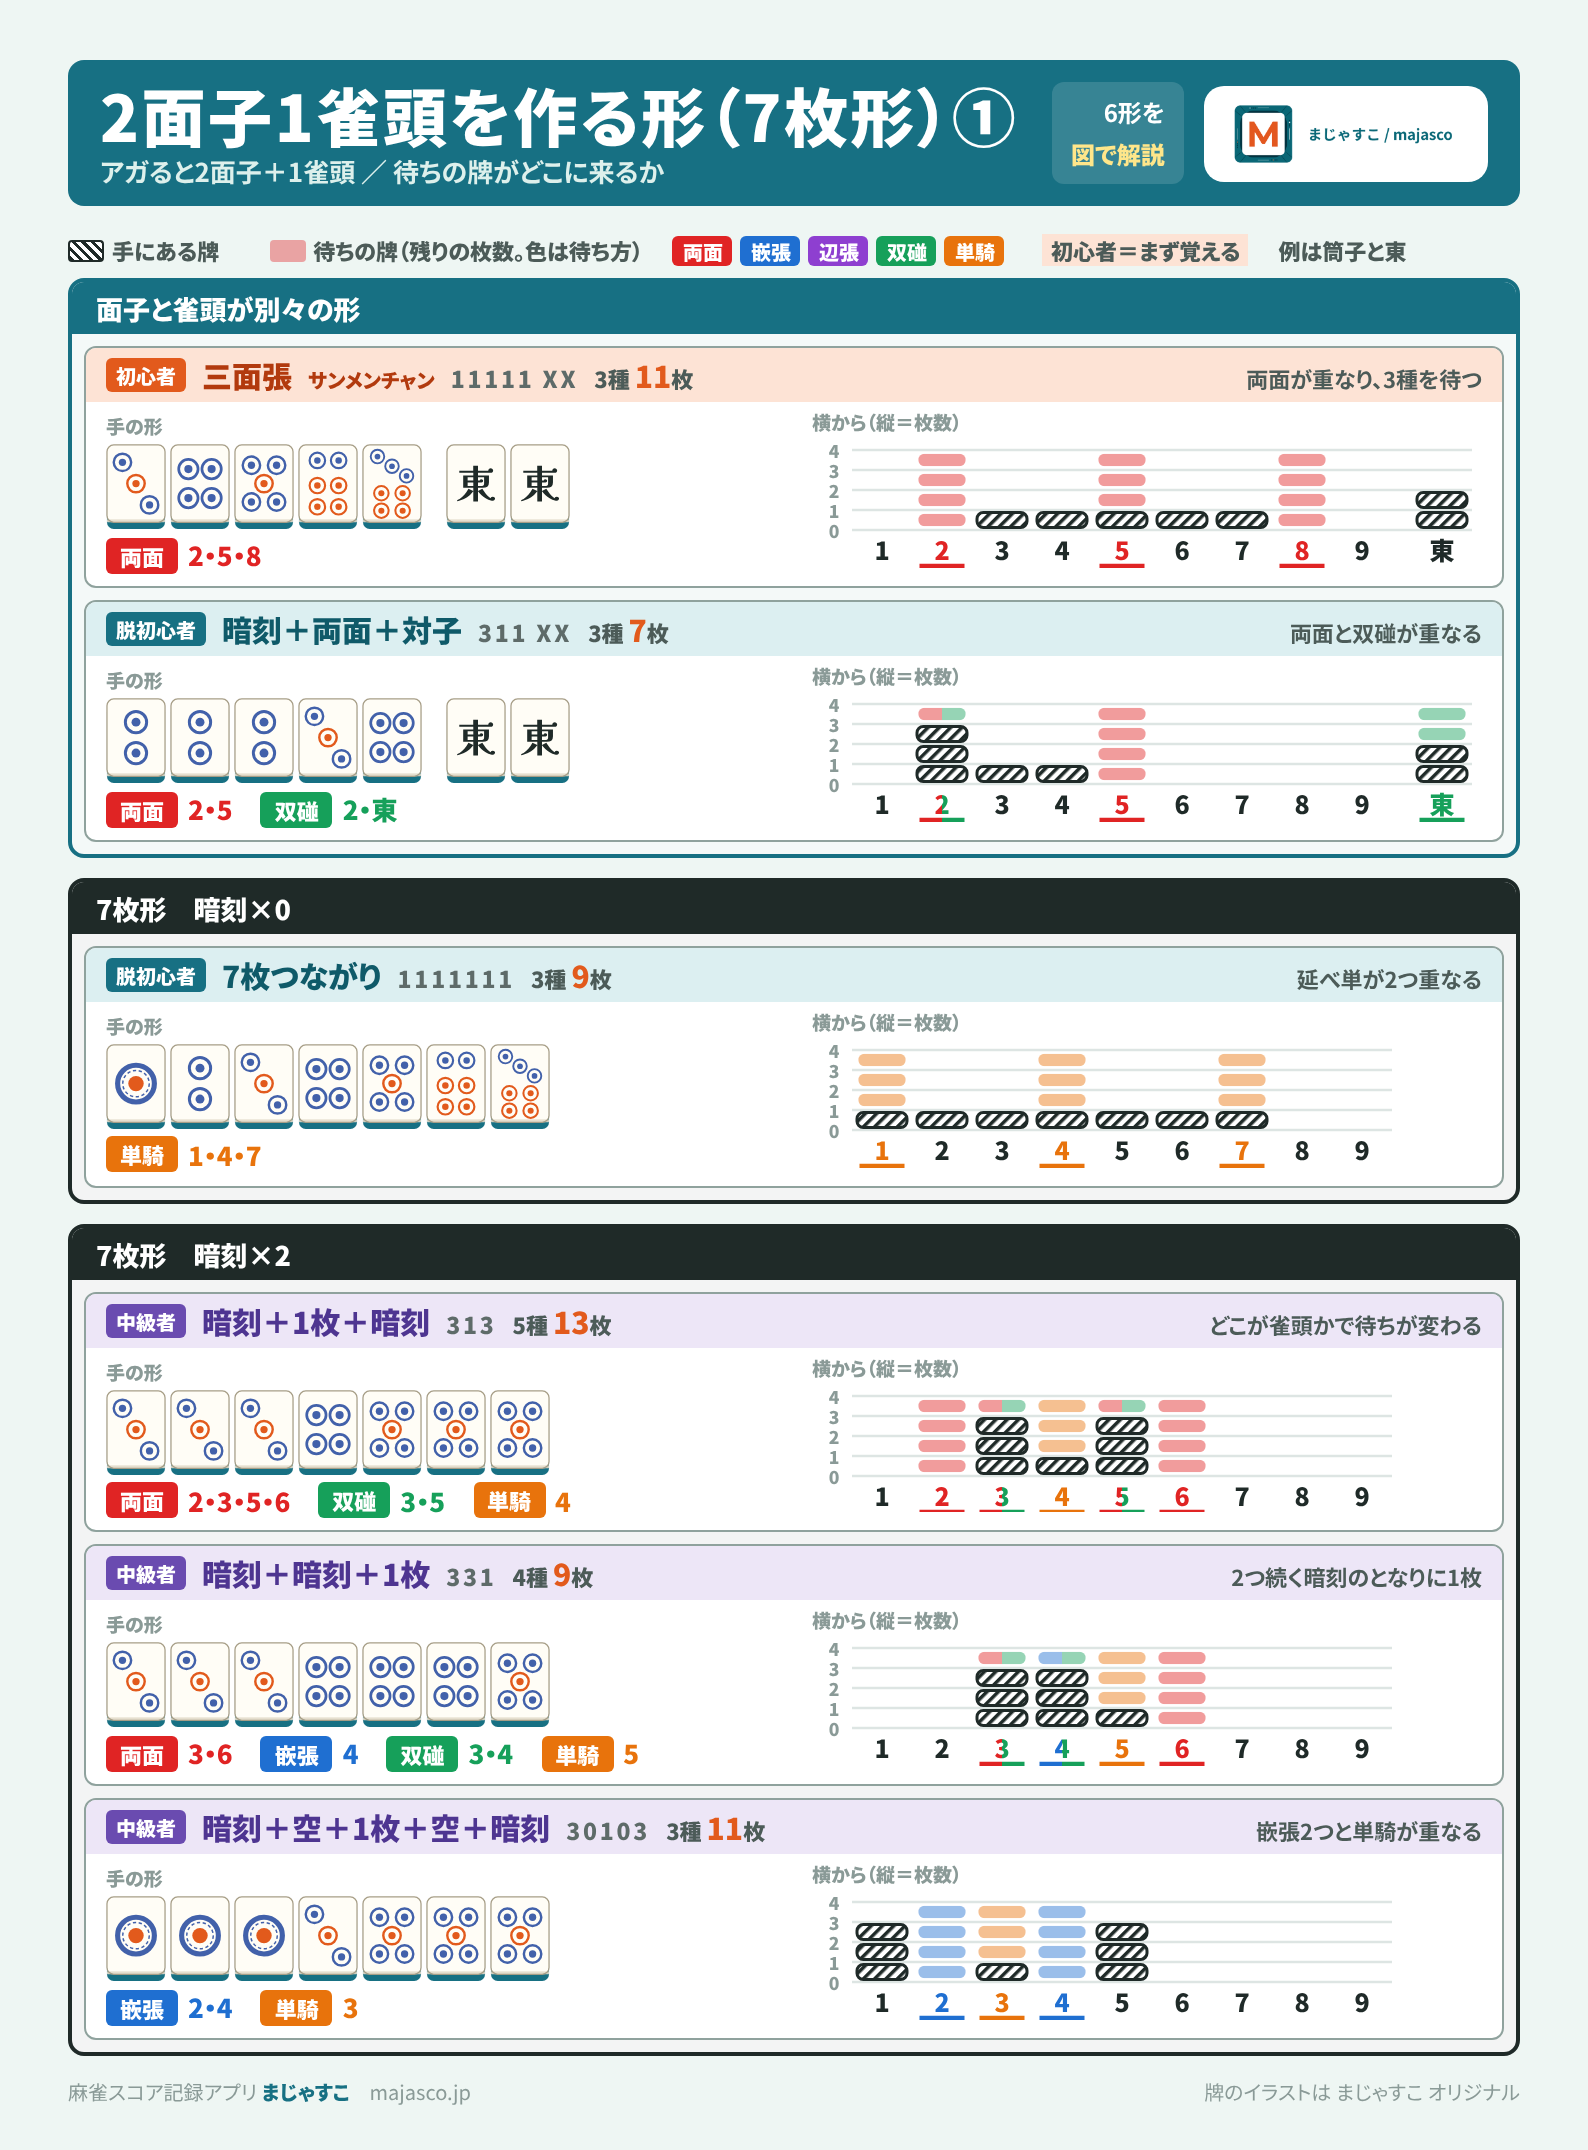 2面子1雀頭を作る形（7枚形）①
アガると2面子＋1雀頭 ／ 待ちの牌がどこに来るか
6形を
図で解説
M
まじゃすこ / majasco
手にある牌
待ちの牌（残りの枚数。色は待ち方）
両面 嵌張 辺張 双碰 単騎
初心者＝まず覚える
例は筒子と東
面子と雀頭が別々の形
初心者 三面張 サンメンチャン 11111 XX 3種 11枚 両面が重なり、3種を待つ
手の形
東 東
両面 2・5・8
横から（縦＝枚数）
4
3
2
1
0
1 2 3 4 5 6 7 8 9 東
脱初心者 暗刻＋両面＋対子 311 XX 3種 7枚 両面と双碰が重なる
手の形
東 東
両面 2・5 双碰 2・東
横から（縦＝枚数）
4
3
2
1
0
1 2 3 4 5 6 7 8 9 東
7枚形 暗刻×0
脱初心者 7枚つながり 1111111 3種 9枚 延べ単が2つ重なる
手の形
単騎 1・4・7
横から（縦＝枚数）
4
3
2
1
0
1 2 3 4 5 6 7 8 9
7枚形 暗刻×2
中級者 暗刻＋1枚＋暗刻 313 5種 13枚 どこが雀頭かで待ちが変わる
手の形
両面 2・3・5・6 双碰 3・5 単騎 4
横から（縦＝枚数）
4
3
2
1
0
1 2 3 4 5 6 7 8 9
中級者 暗刻＋暗刻＋1枚 331 4種 9枚 2つ続く暗刻のとなりに1枚
手の形
両面 3・6 嵌張 4 双碰 3・4 単騎 5
横から（縦＝枚数）
4
3
2
1
0
1 2 3 4 5 6 7 8 9
中級者 暗刻＋空＋1枚＋空＋暗刻 30103 3種 11枚 嵌張2つと単騎が重なる
手の形
嵌張 2・4 単騎 3
横から（縦＝枚数）
4
3
2
1
0
1 2 3 4 5 6 7 8 9
麻雀スコア記録アプリ まじゃすこ majasco.jp
牌のイラストは まじゃすこ オリジナル